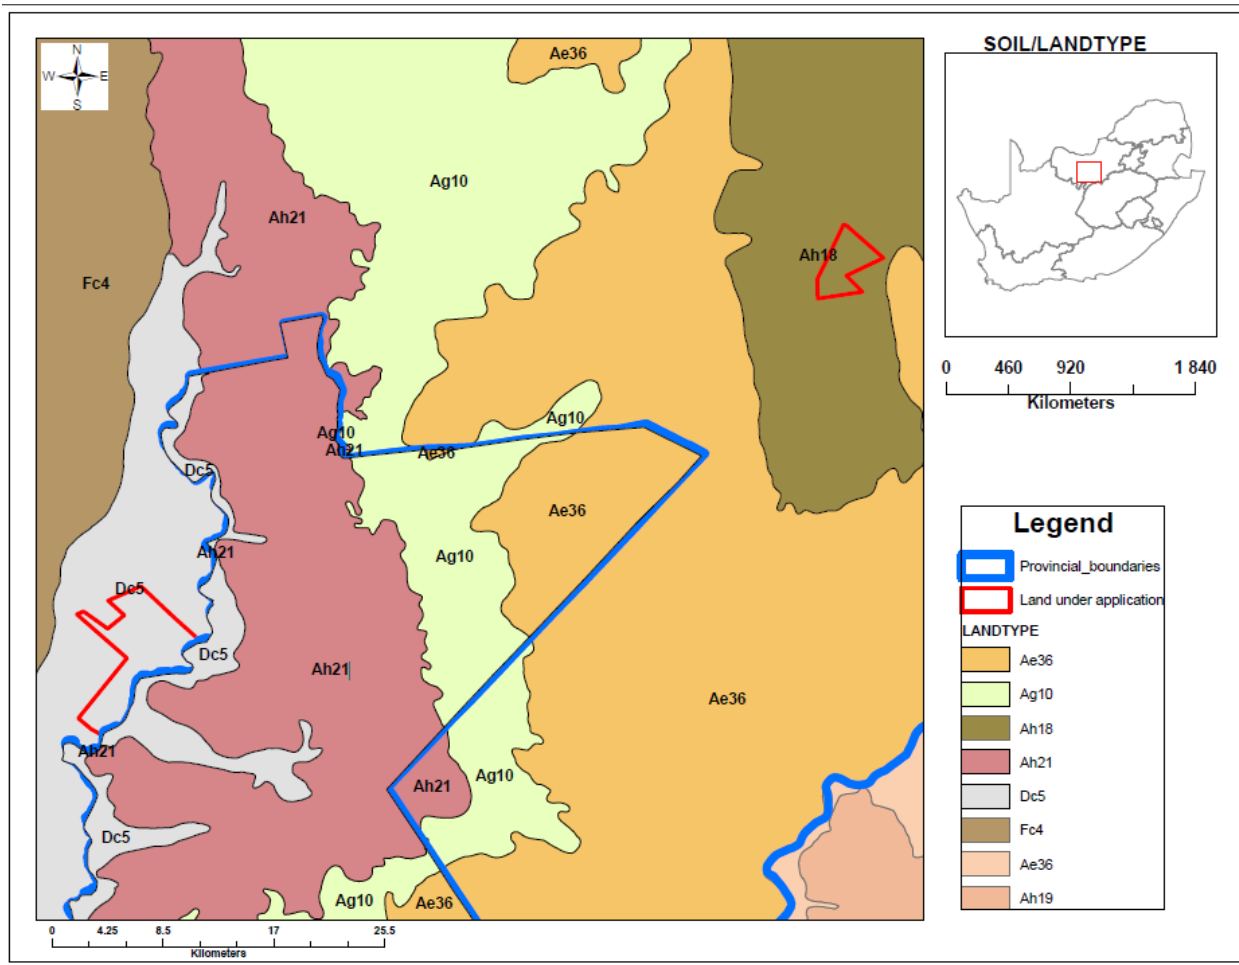 SOIL/LANDTYPE
N
W E
S
Ae36
Ag10
Ah21
Ah18
Fc4
Ag10
Ag10
Ah21
Ae36
Dc5
Ae36
Ah21
Ag10
Dc5
Dc5
Ah21
Ae36
Ah21
Ag10
Ah21
Dc5
Ag10
Ae36
0 4.25 8.5 17 25.5
Kilometers
0 460 920 1 840
Kilometers
Legend
Provincial_boundaries
Land under application
LANDTYPE
Ae36
Ag10
Ah18
Ah21
Dc5
Fc4
Ae36
Ah19